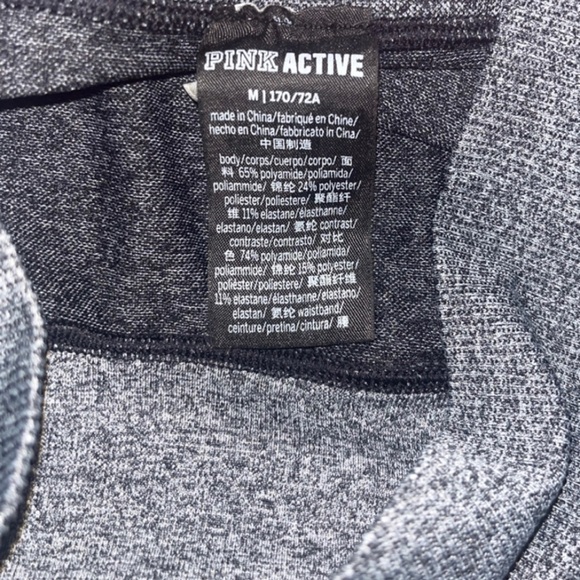 PINK ACTIVE
M | 170/72A
made in China/fabriqué en Chine/
hecho en China/fabbricato in Cina/
中国制造
body/corps/cuerpo/corpo/ 面
料 65% polyamide/poliamida/
poliammide/ 锦纶 24% polyester/
poliéster/poliestere/ 聚酯纤
维 11% elastane/élasthanne/
elastano/elastan/ 氨纶 contrast/
contraste/contrasto/ 对比
色 74% polyamide/poliamida/
poliammide/ 锦纶 15% polyester/
poliéster/poliestere/ 聚酯纤维
11% elastane/élasthanne/elastano/
elastan/ 氨纶 waistband/
ceinture/pretina/cintura/ 腰